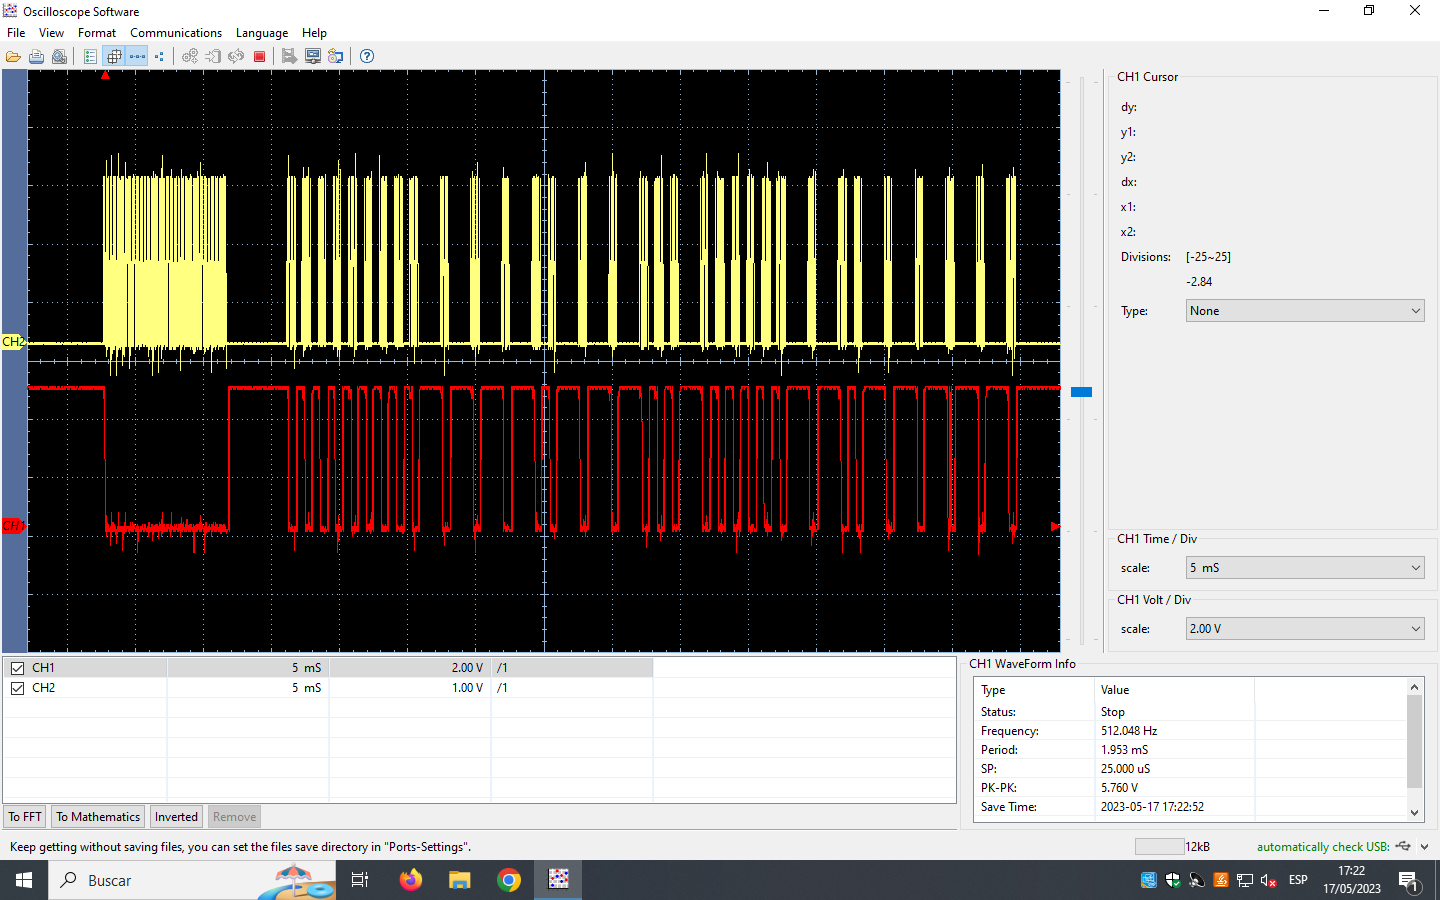 Oscilloscope Software
File View Format Communications Language Help
CH2
CH1
CH1 Cursor
dy:
y1:
y2:
dx:
x1:
x2:
Divisions: [-25~25]
-2.84
Type: None
CH1 Time / Div
scale: 5 mS
CH1 Volt / Div
scale: 2.00 V
CH1 5 mS 2.00 V /1
CH2 5 mS 1.00 V /1
CH1 WaveForm Info
Type Value
Status: Stop
Frequency: 512.048 Hz
Period: 1.953 mS
SP: 25.000 uS
PK-PK: 5.760 V
Save Time: 2023-05-17 17:22:52
To FFT To Mathematics Inverted Remove
Keep getting without saving files, you can set the files save directory in "Ports-Settings".
12kB automatically check USB:
Buscar
ESP
17:22
17/05/2023
1